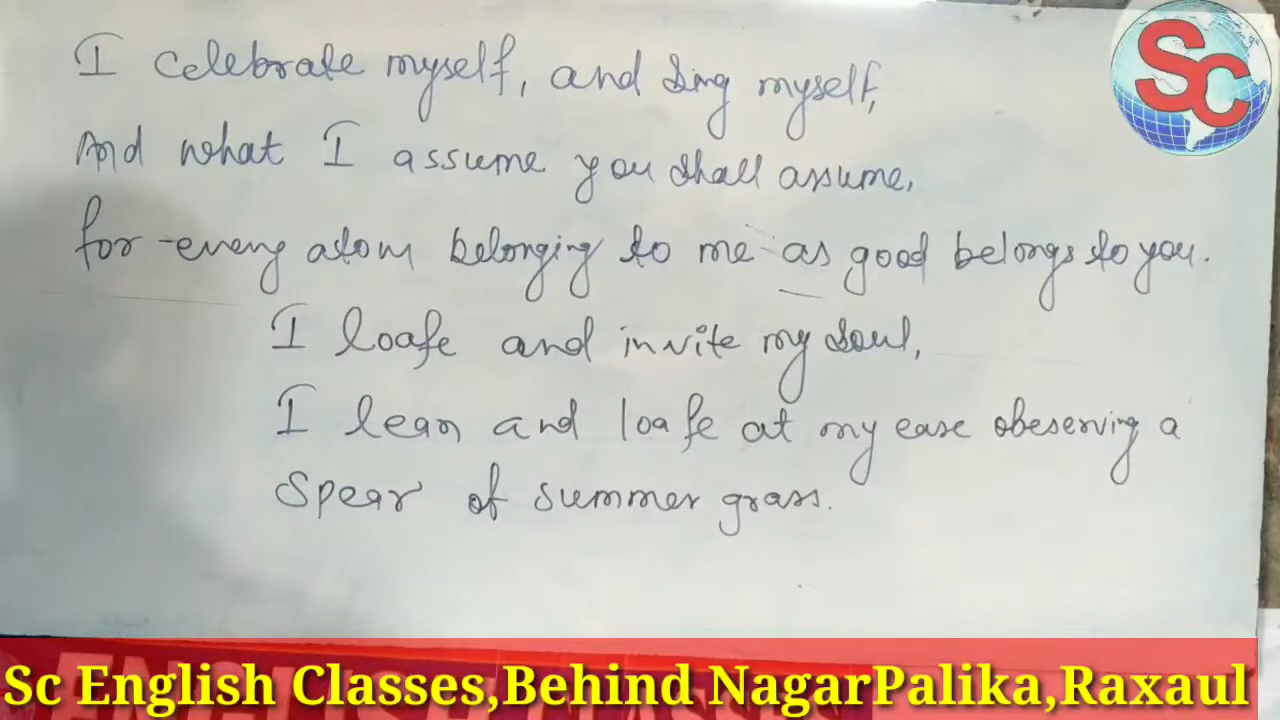 I celebrate myself, and sing myself,
SC
And what I assume you shall assume,
for every atom belonging to me as good belongs to you.
I loafe and invite my soul,
I lean and loafe at my ease obeserving a
spear of summer grass.
Sc English Classes,Behind NagarPalika,Raxaul